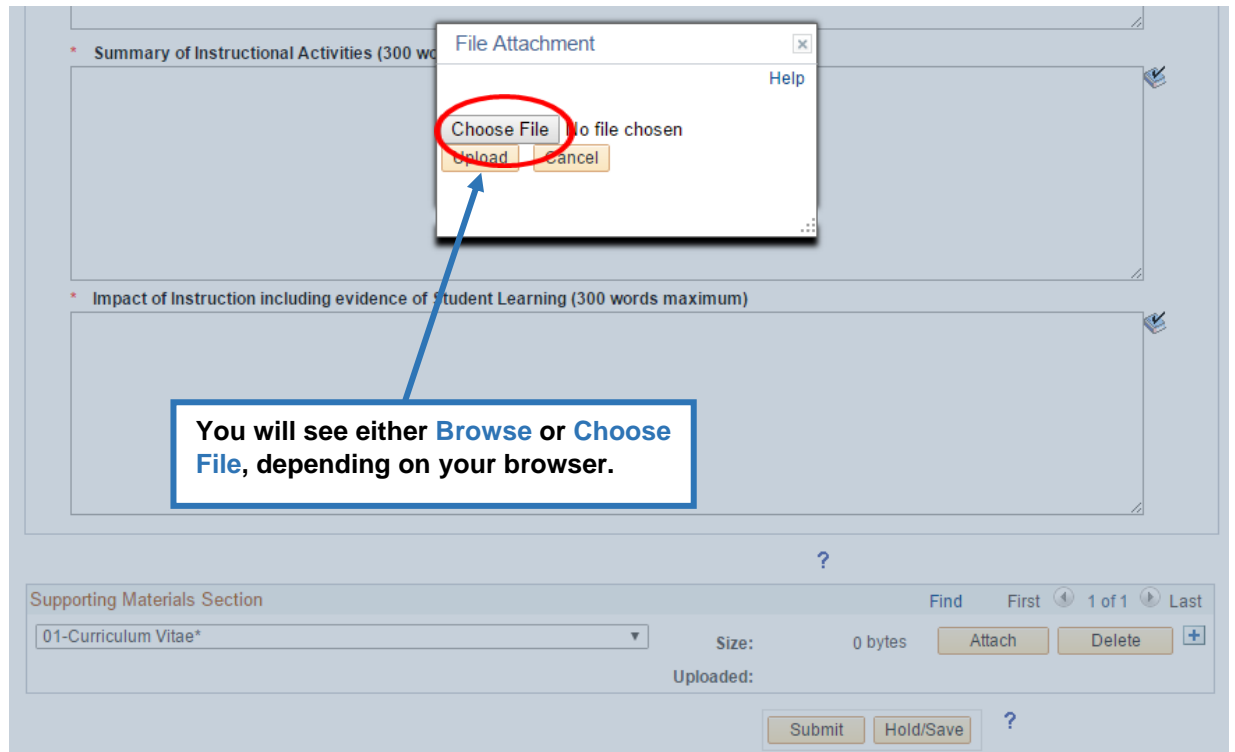 File Attachment
* Summary of Instructional Activities (300 wo
Help
Choose File No file chosen
Upload Cancel
* Impact of Instruction including evidence of Student Learning (300 words maximum)
You will see either Browse or Choose
File, depending on your browser.
?
Supporting Materials Section Find First 1 of 1 Last
01-Curriculum Vitae* Size: 0 bytes Attach Delete +
Uploaded:
Submit Hold/Save ?